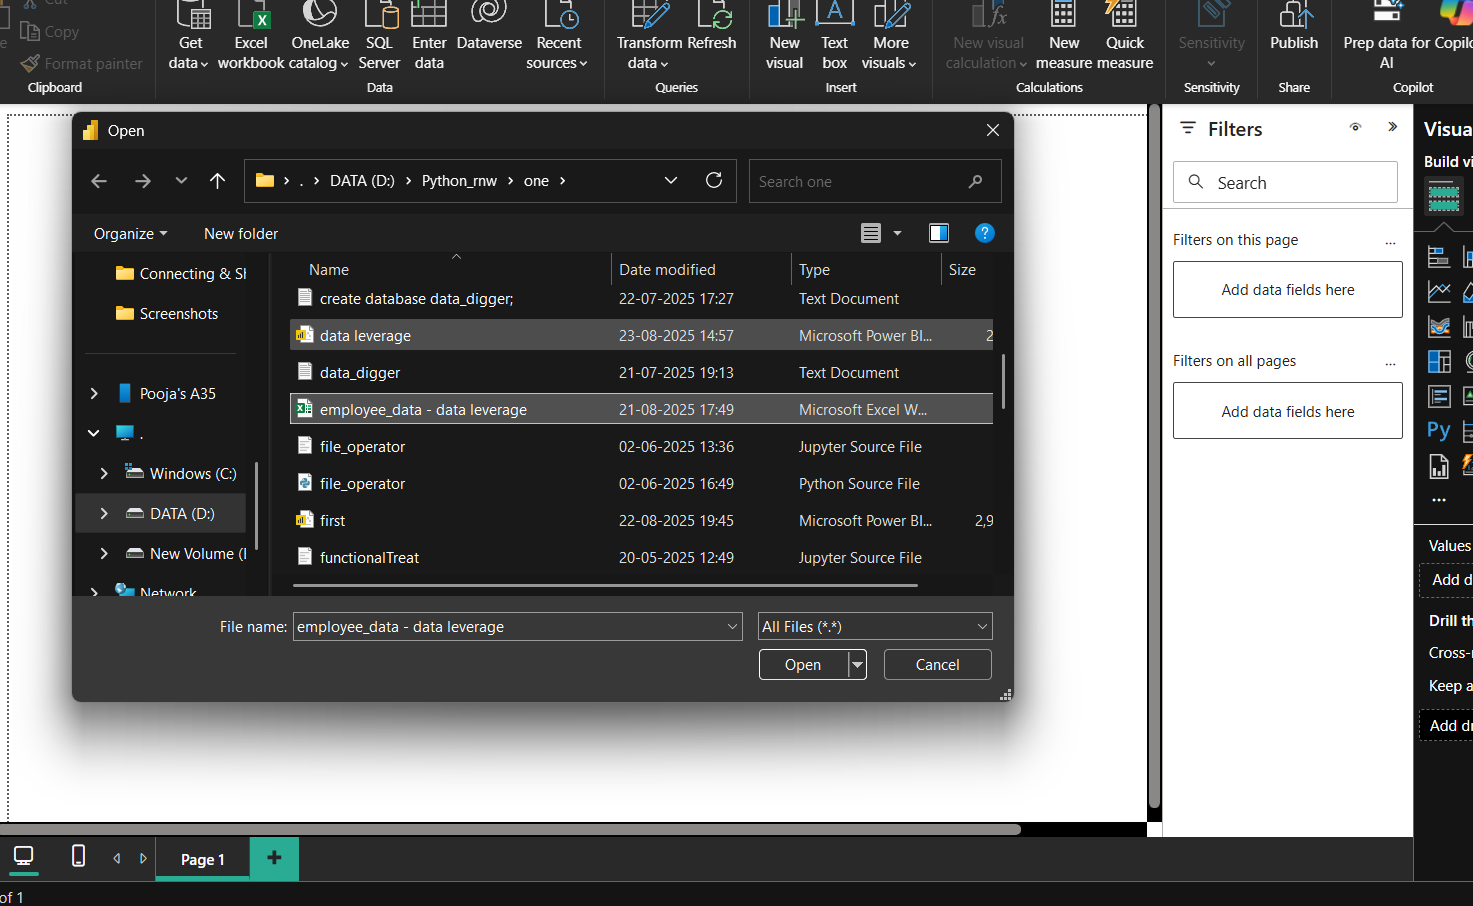 Cut
Copy
Format painter
Clipboard
Get data
Excel workbook
OneLake catalog
SQL Server
Enter data
Dataverse
Recent sources
Data
Transform data
Refresh
Queries
New visual
Text box
More visuals
Insert
New visual calculation
New measure
Quick measure
Calculations
Sensitivity
Sensitivity
Publish
Share
Prep data for AI
Copilot
Open
. DATA (D:) Python_rnw one
Search one
Organize
New folder
Connecting & Sh
Screenshots
Pooja's A35
.
Windows (C:)
DATA (D:)
New Volume (
Network
Name Date modified Type Size
create database data_digger; 22-07-2025 17:27 Text Document
data leverage 23-08-2025 14:57 Microsoft Power BI... 2
data_digger 21-07-2025 19:13 Text Document
employee_data - data leverage 21-08-2025 17:49 Microsoft Excel W...
file_operator 02-06-2025 13:36 Jupyter Source File
file_operator 02-06-2025 16:49 Python Source File
first 22-08-2025 19:45 Microsoft Power BI... 2,9
functionalTreat 20-05-2025 12:49 Jupyter Source File
File name: employee_data - data leverage
All Files (*.*)
Open
Cancel
Filters
Search
Filters on this page ...
Add data fields here
Filters on all pages ...
Add data fields here
Visua
Build vi
Py
...
Values
Add d
Drill th
Cross-r
Keep a
Add dr
Page 1
+
of 1